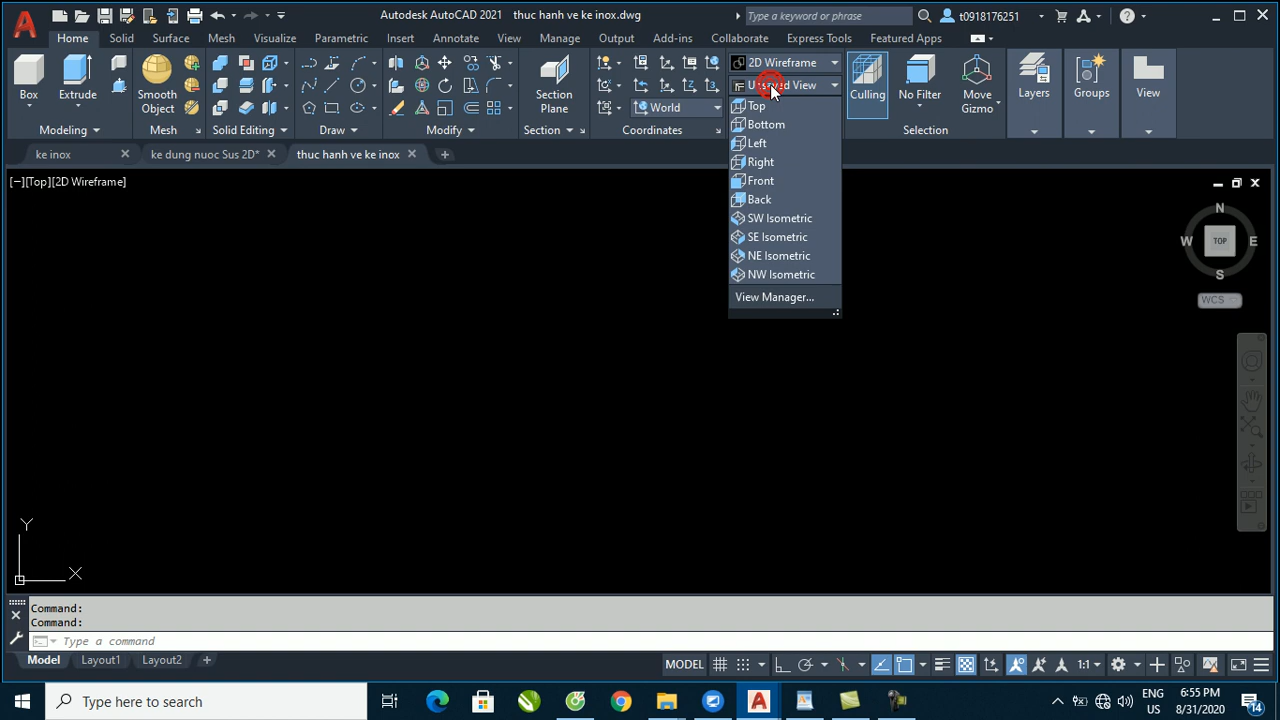 Autodesk AutoCAD 2021 thuc hanh ve ke inox.dwg
Type a keyword or phrase
t0918176251
Home Solid Surface Mesh Visualize Parametric Insert Annotate View Manage Output Add-ins Collaborate Express Tools Featured Apps
Box
Extrude
Smooth
Object
Section
Plane
World
2D Wireframe
Unsaved View
Culling
No Filter
Move
Gizmo
Layers
Groups
View
Modeling
Mesh
Solid Editing
Draw
Modify
Section
Coordinates
Selection
Top
Bottom
Left
Right
Front
Back
SW Isometric
SE Isometric
NE Isometric
NW Isometric
View Manager...
ke inox
ke dung nuoc Sus 2D*
thuc hanh ve ke inox
[−][Top][2D Wireframe]
N
W TOP E
S
WCS
Y
X
Command:
Command:
Type a command
Model Layout1 Layout2
MODEL
1:1
Type here to search
ENG
US
6:55 PM
8/31/2020
14